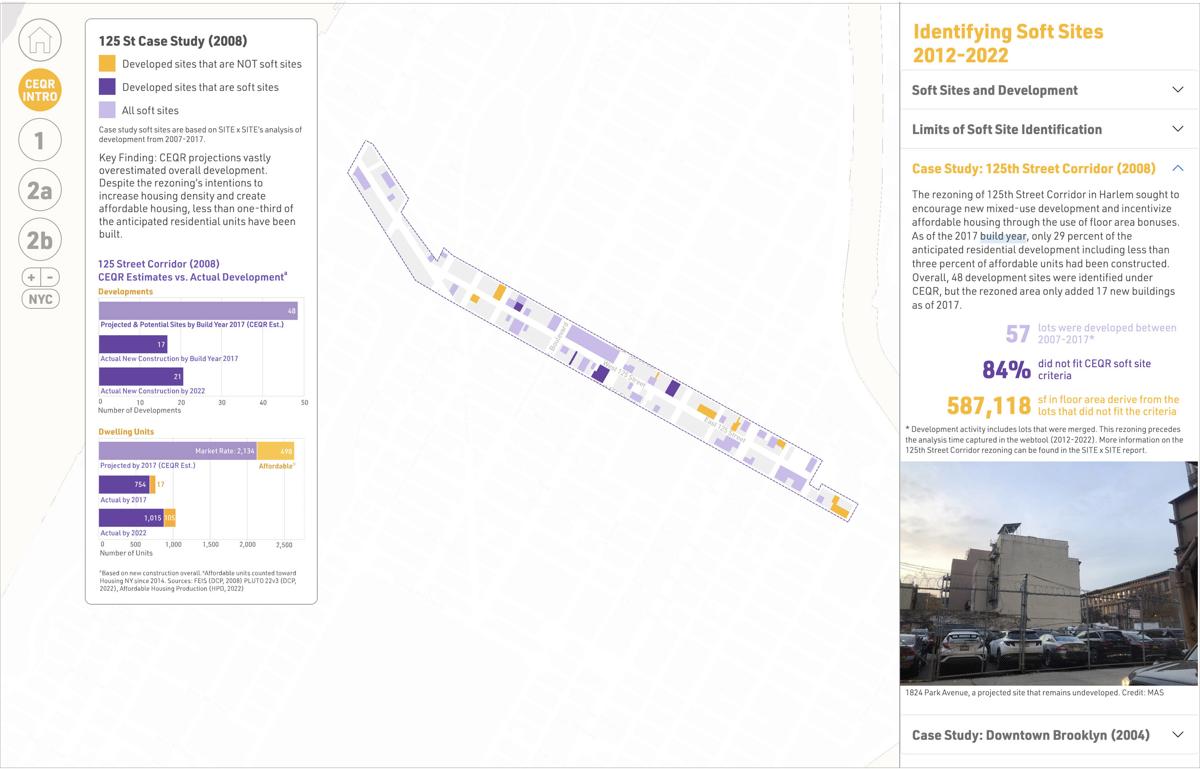 CEQR
INTRO
1
2a
2b
+ -
NYC
125 St Case Study (2008)
Developed sites that are NOT soft sites
Developed sites that are soft sites
All soft sites
Case study soft sites are based on SITE x SITE's analysis of
development from 2007-2017.
Key Finding: CEQR projections vastly
overestimated overall development.
Despite the rezoning's intentions to
increase housing density and create
affordable housing, less than one-third of
the anticipated residential units have been
built.
125 Street Corridor (2008)
CEQR Estimates vs. Actual Development^a
Developments
48
Projected & Potential Sites by Build Year 2017 (CEQR Est.)
17
Actual New Construction by Build Year 2017
21
Actual New Construction by 2022
0 10 20 30 40 50
Number of Developments
Dwelling Units
Market Rate: 2,134 498
Projected by 2017 (CEQR Est.) Affordable
754 17
Actual by 2017
1,015 105
Actual by 2022
0 500 1,000 1,500 2,000 2,500
Number of Units
Based on new construction overall. Affordable units counted toward
Housing NY since 2014. Sources: FEIS (DCP, 2008) PLUTO 22v3 (DCP,
2022), Affordable Housing Production (HPD, 2022)
Boulevard
East 125 Street
Identifying Soft Sites
2012-2022
Soft Sites and Development
Limits of Soft Site Identification
Case Study: 125th Street Corridor (2008)
The rezoning of 125th Street Corridor in Harlem sought to
encourage new mixed-use development and incentivize
affordable housing through the use of floor area bonuses.
As of the 2017 build year, only 29 percent of the
anticipated residential development including less than
three percent of affordable units had been constructed.
Overall, 48 development sites were identified under
CEQR, but the rezoned area only added 17 new buildings
as of 2017.
57 lots were developed between
2007-2017*
84% did not fit CEQR soft site
criteria
587,118 sf in floor area derive from the
lots that did not fit the criteria
* Development activity includes lots that were merged. This rezoning precedes
the analysis time captured in the webtool (2012-2022). More information on the
125th Street Corridor rezoning can be found in the SITE x SITE report.
1824 Park Avenue, a projected site that remains undeveloped. Credit: MAS
Case Study: Downtown Brooklyn (2004)